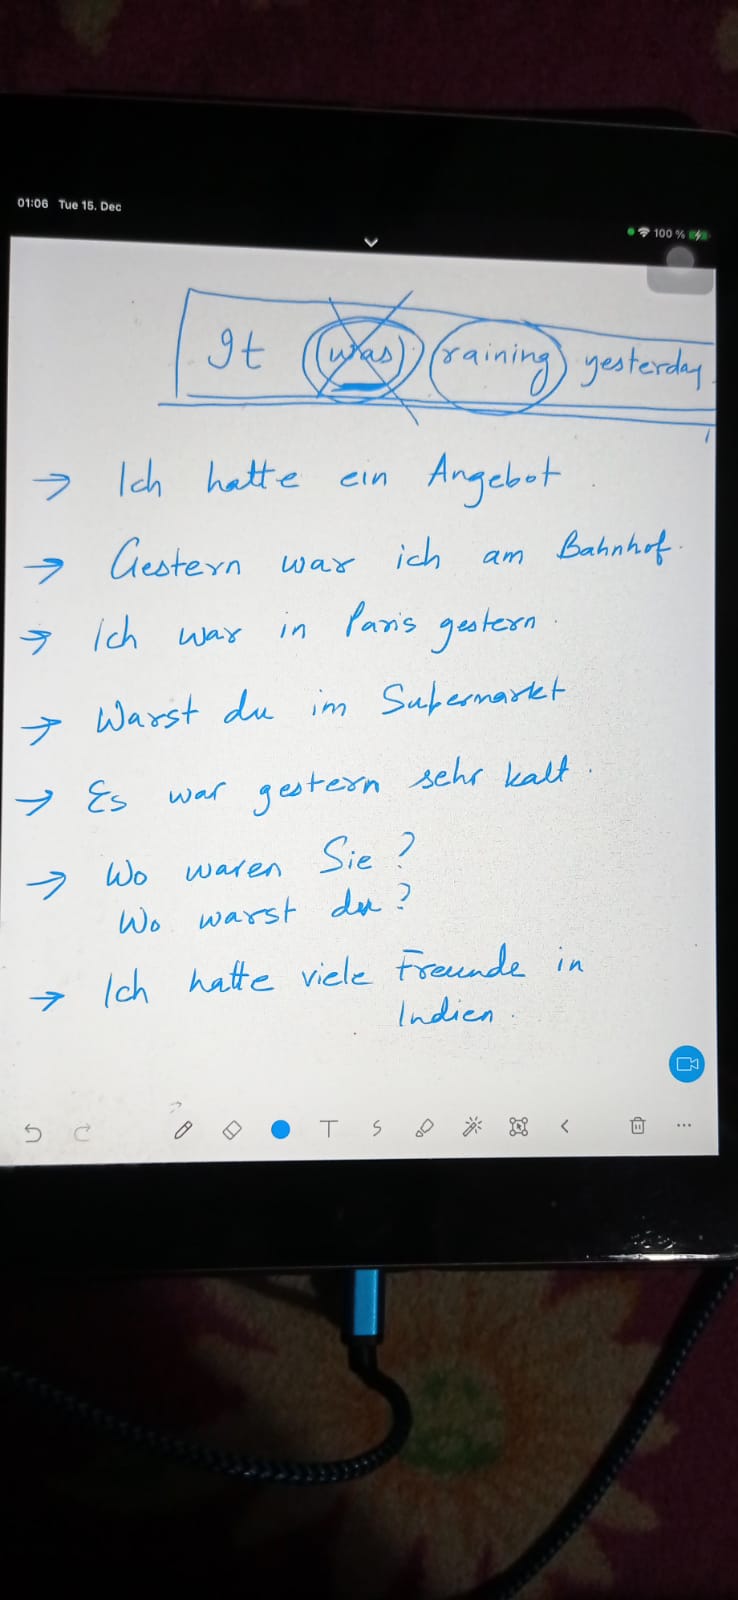 01:06 Tue 15. Dec
100 %
It (was) (raining) yesterday
→ Ich hatte ein Angebot.
→ Gestern war ich am Bahnhof.
→ Ich war in Paris gestern.
→ Warst du im Supermarkt
→ Es war gestern sehr kalt.
→ Wo waren Sie?
Wo warst du?
→ Ich hatte viele Freunde in
Indien.
T